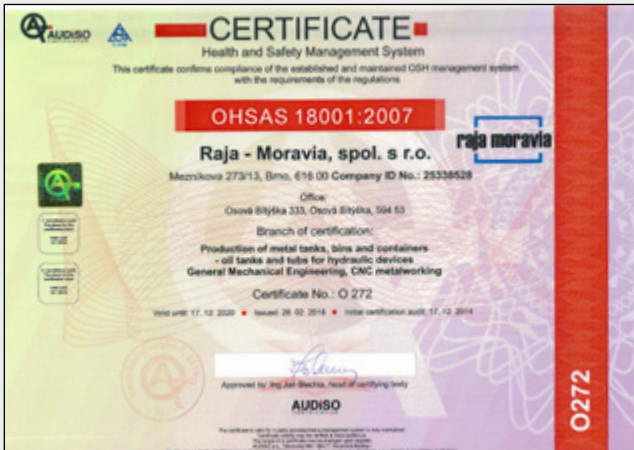 AUDISO
CERTIFICATE
Health and Safety Management System
This certificate confirms compliance of the established and maintained OSH management system
with the requirements of the regulations
OHSAS 18001:2007
raja moravia
Raja - Moravia, spol. s r.o.
Mezníkova 273/13, Brno, 616 00 Company ID No.: 25338528
Office:
Osová Bítýška 333, Osová Bítýška, 594 53
Branch of certification:
Production of metal tanks, bins and containers
- oil tanks and tubs for hydraulic devices
General Mechanical Engineering, CNC metalworking
Certificate No.: O 272
Valid until: 17. 12. 2020 Issued: 28. 02. 2018 Initial certification audit: 17. 12. 2014
Approved by: Ing Jan Blechta, head of certifying body
AUDISO
O272